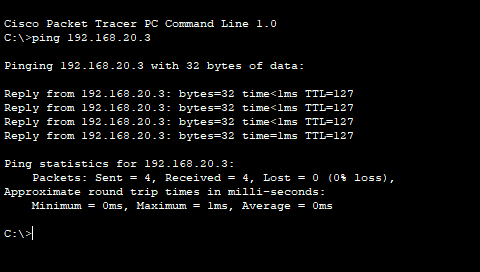 Cisco Packet Tracer PC Command Line 1.0
C:\>ping 192.168.20.3
Pinging 192.168.20.3 with 32 bytes of data:
Reply from 192.168.20.3: bytes=32 time<1ms TTL=127
Reply from 192.168.20.3: bytes=32 time<1ms TTL=127
Reply from 192.168.20.3: bytes=32 time<1ms TTL=127
Reply from 192.168.20.3: bytes=32 time=1ms TTL=127
Ping statistics for 192.168.20.3:
Packets: Sent = 4, Received = 4, Lost = 0 (0% loss),
Approximate round trip times in milli-seconds:
Minimum = 0ms, Maximum = 1ms, Average = 0ms
C:\>